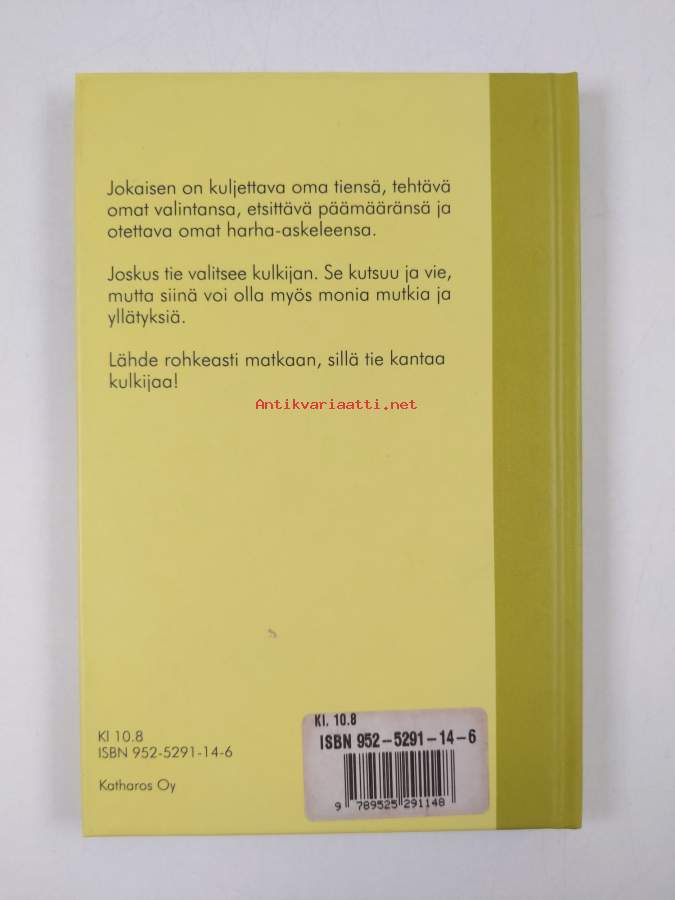 Jokaisen on kuljettava oma tiensä, tehtävä
omat valintansa, etsittävä päämääränsä ja
otettava omat harha-askeleensa.
Joskus tie valitsee kulkijan. Se kutsuu ja vie,
mutta siinä voi olla myös monia mutkia ja
yllätyksiä.
Lähde rohkeasti matkaan, sillä tie kantaa
kulkijaa!
Antikvariaatti.net
Kl 10.8
ISBN 952-5291-14-6
Katharos Oy
Kl. 10.8
ISBN 952–5291–14–6
9 789525 291148